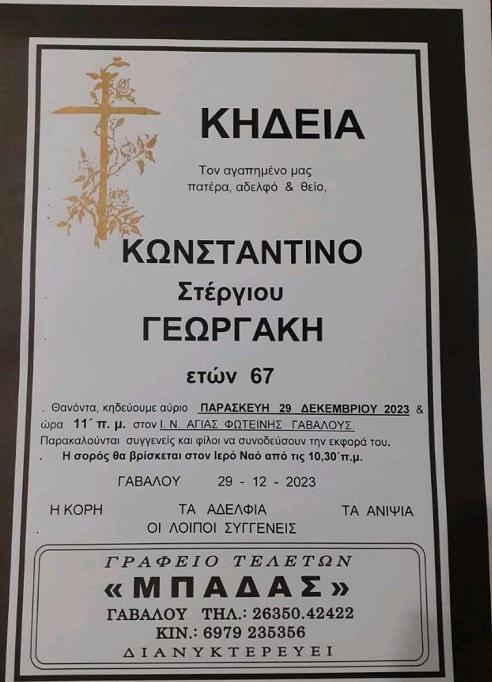 ΚΗΔΕΙΑ
Τον αγαπημένο μας
πατέρα, αδελφό & θείο,
ΚΩΝΣΤΑΝΤΙΝΟ
Στέργιου
ΓΕΩΡΓΑΚΗ
ετών 67
. Θανόντα, κηδεύουμε αύριο ΠΑΡΑΣΚΕΥΗ 29 ΔΕΚΕΜΒΡΙΟΥ 2023 &
ώρα 11΄ π. μ. στον Ι. Ν. ΑΓΙΑΣ ΦΩΤΕΙΝΗΣ ΓΑΒΑΛΟΥΣ.
Παρακαλούνται συγγενείς και φίλοι να συνοδεύσουν την εκφορά του.
. Η σορός θα βρίσκεται στον Ιερό Ναό από τις 10,30΄π.μ.
ΓΑΒΑΛΟΥ 29 - 12 - 2023
Η ΚΟΡΗ ΤΑ ΑΔΕΛΦΙΑ ΤΑ ΑΝΙΨΙΑ
ΟΙ ΛΟΙΠΟΙ ΣΥΓΓΕΝΕΙΣ
ΓΡΑΦΕΙΟ ΤΕΛΕΤΩΝ
«ΜΠΑΔΑΣ»
ΓΑΒΑΛΟΥ ΤΗΛ.: 26350.42422
ΚΙΝ.: 6979 235356
ΔΙΑΝΥΚΤΕΡΕΥΕΙ